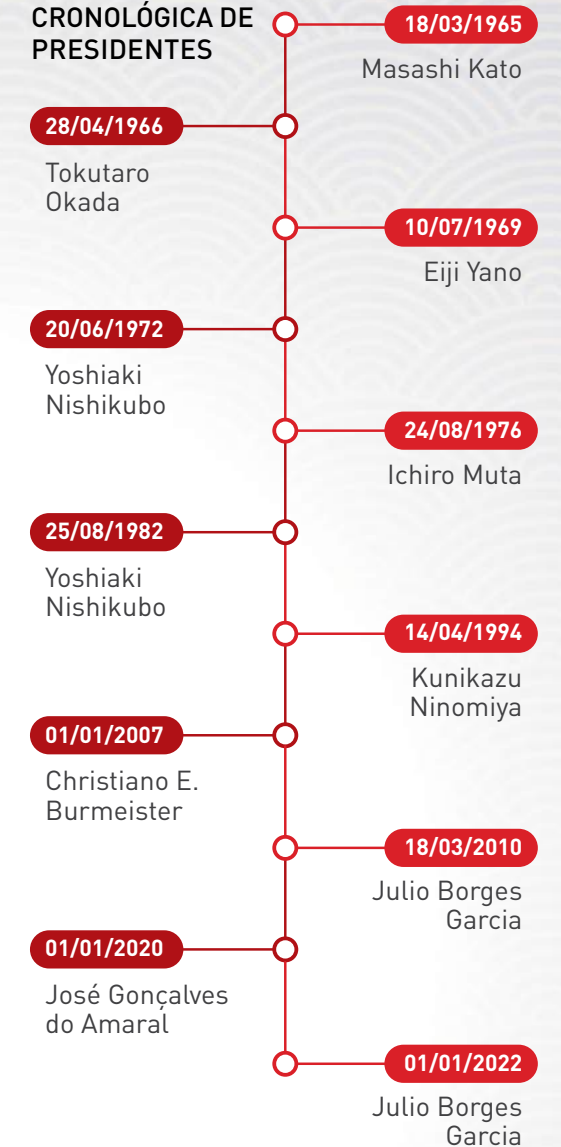 CRONOLÓGICA DE
PRESIDENTES
18/03/1965
Masashi Kato
28/04/1966
Tokutaro
Okada
10/07/1969
Eiji Yano
20/06/1972
Yoshiaki
Nishikubo
24/08/1976
Ichiro Muta
25/08/1982
Yoshiaki
Nishikubo
14/04/1994
Kunikazu
Ninomiya
01/01/2007
Christiano E.
Burmeister
18/03/2010
Julio Borges
Garcia
01/01/2020
José Gonçalves
do Amaral
01/01/2022
Julio Borges
Garcia